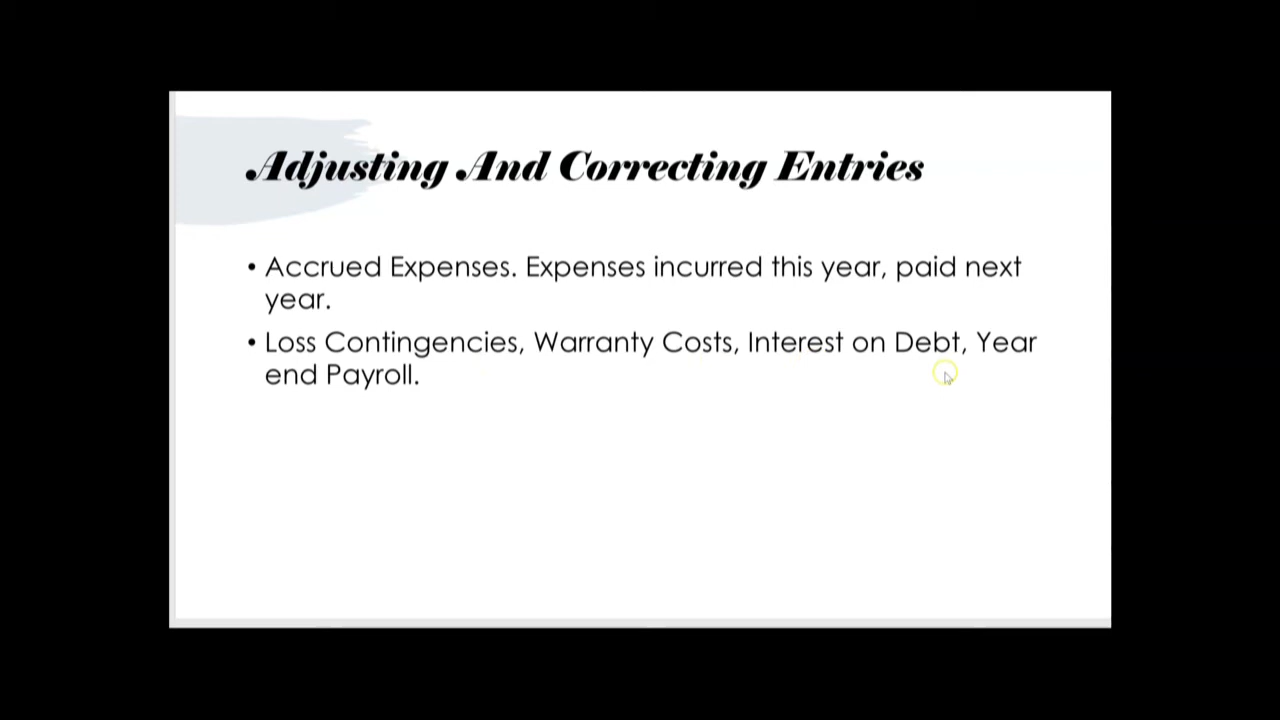 Adjusting And Correcting Entries
• Accrued Expenses. Expenses incurred this year, paid next
year.
• Loss Contingencies, Warranty Costs, Interest on Debt, Year
end Payroll.